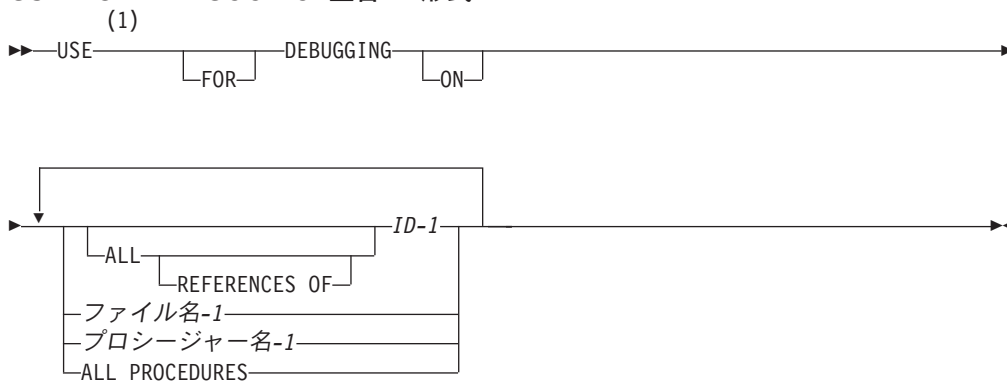 (1)
USE FOR DEBUGGING ON
ALL REFERENCES OF ID-1
ファイル名-1
プロシージャー名-1
ALL PROCEDURES